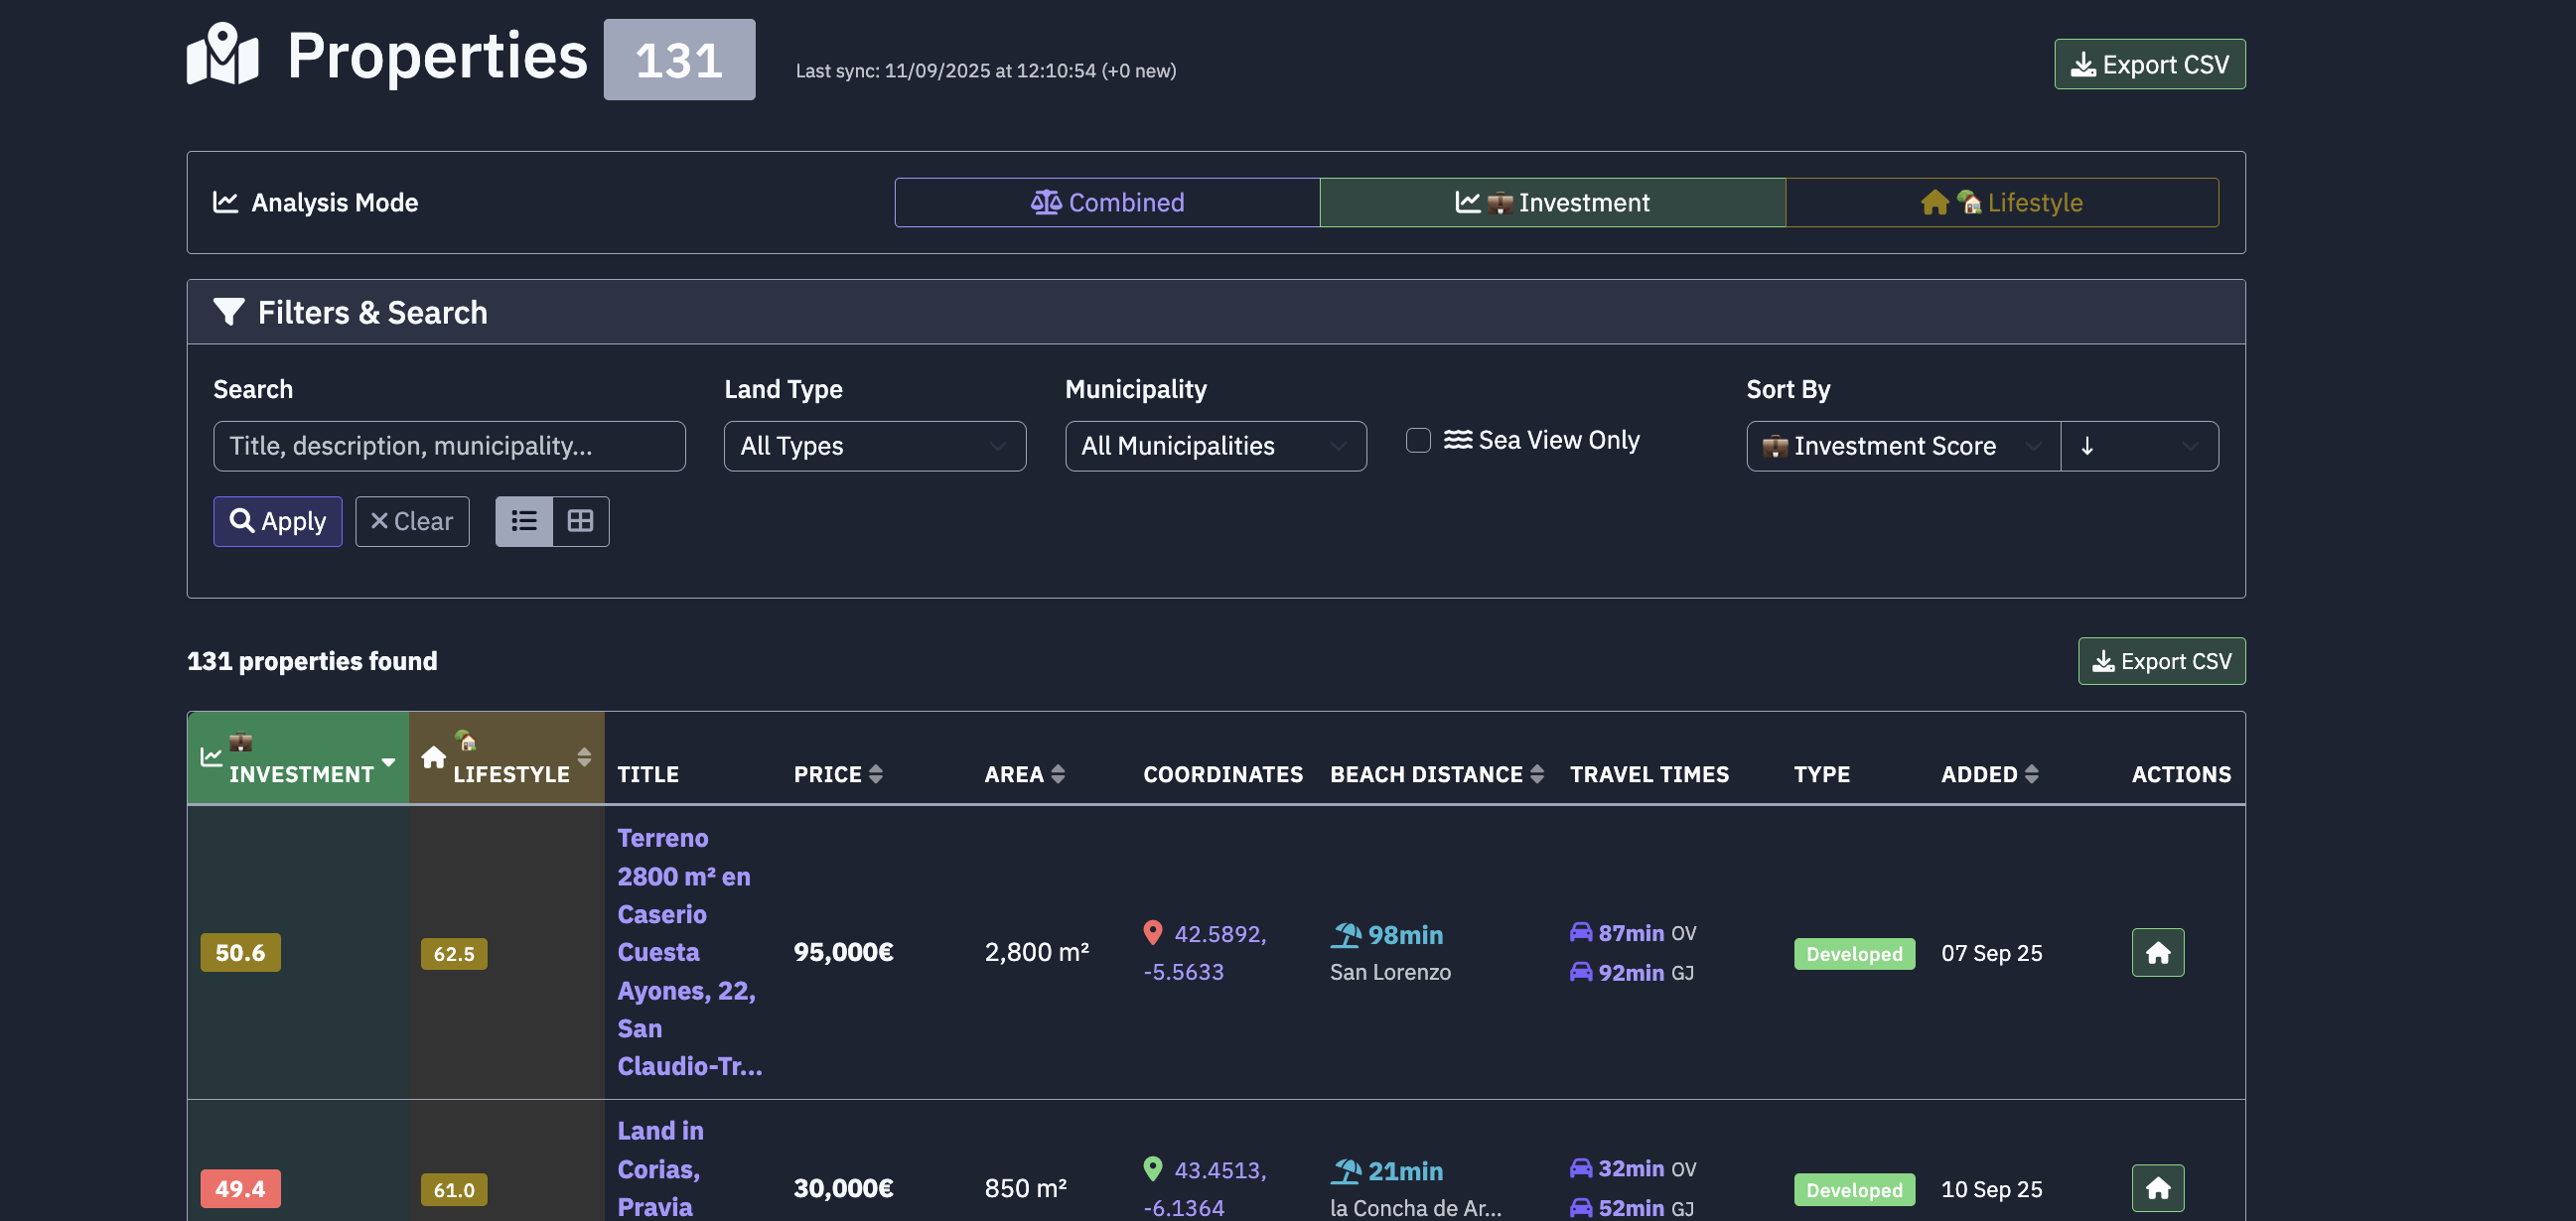 Properties 131 Last sync: 11/09/2025 at 12:10:54 (+0 new) Export CSV
Analysis Mode Combined Investment Lifestyle
Filters & Search
Search Land Type Municipality Sort By
Title, description, municipality... All Types All Municipalities Sea View Only Investment Score ↓
Apply Clear
131 properties found Export CSV
INVESTMENT LIFESTYLE TITLE PRICE AREA COORDINATES BEACH DISTANCE TRAVEL TIMES TYPE ADDED ACTIONS
Terreno
2800 m² en
Caserio
Cuesta
Ayones, 22,
San
Claudio-Tr...
50.6 62.5 95,000€ 2,800 m² 42.5892, 98min 87min OV Developed 07 Sep 25
-5.5633 San Lorenzo 92min GJ
Land in
Corias,
Pravia
49.4 61.0 30,000€ 850 m² 43.4513, 21min 32min OV Developed 10 Sep 25
-6.1364 la Concha de Ar... 52min GJ